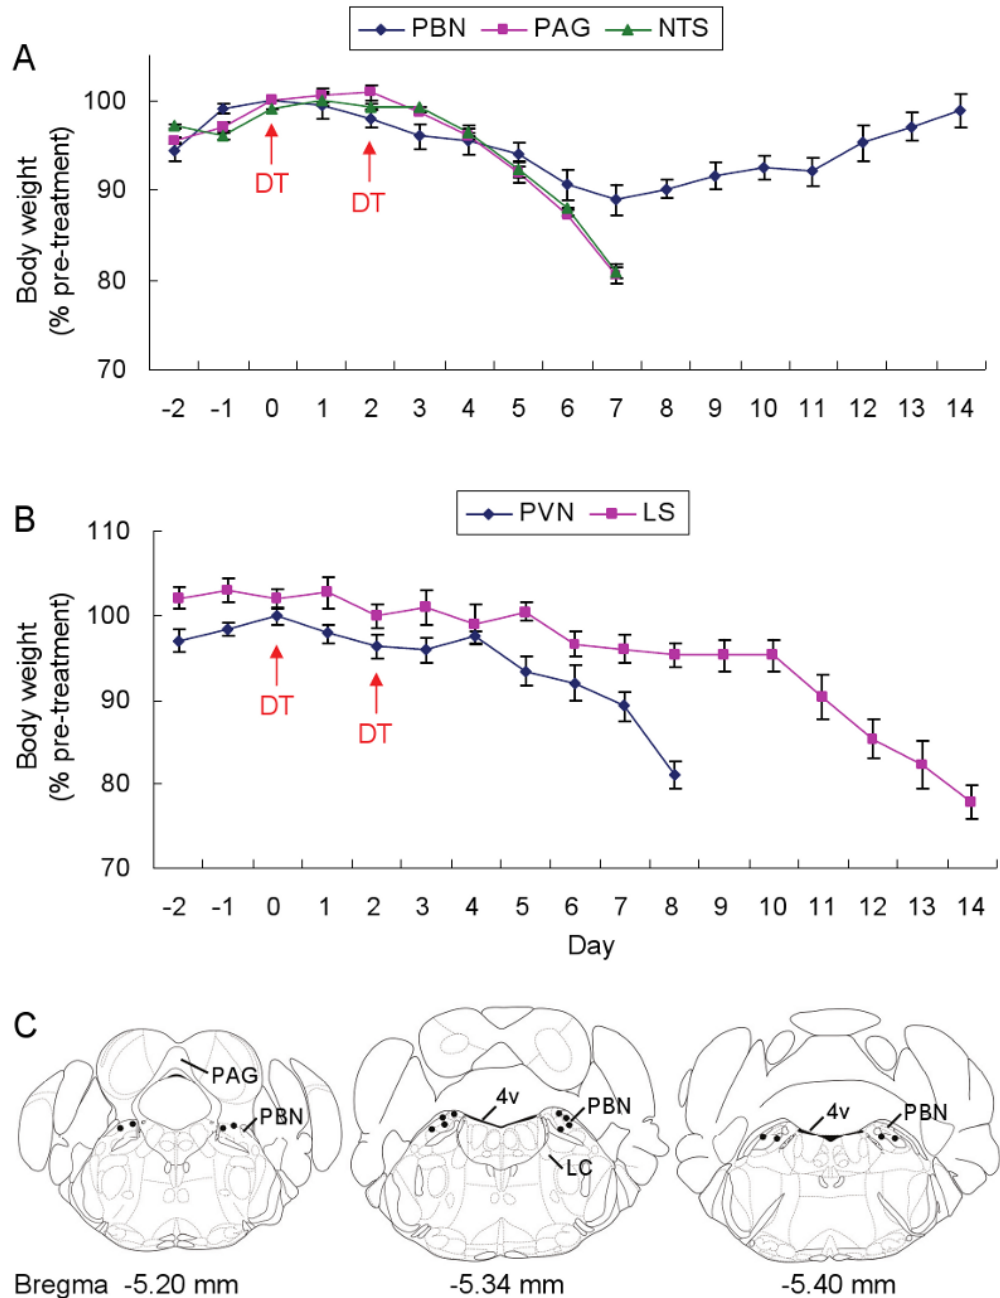 PBN PAG NTS
A
100
90
80
70
Body weight
(% pre-treatment)
DT
DT
-2 -1 0 1 2 3 4 5 6 7 8 9 10 11 12 13 14
PVN LS
B
110
100
90
80
70
Body weight
(% pre-treatment)
DT
DT
-2 -1 0 1 2 3 4 5 6 7 8 9 10 11 12 13 14
Day
C
PAG
PBN
4v
PBN
LC
4v
PBN
Bregma -5.20 mm -5.34 mm -5.40 mm